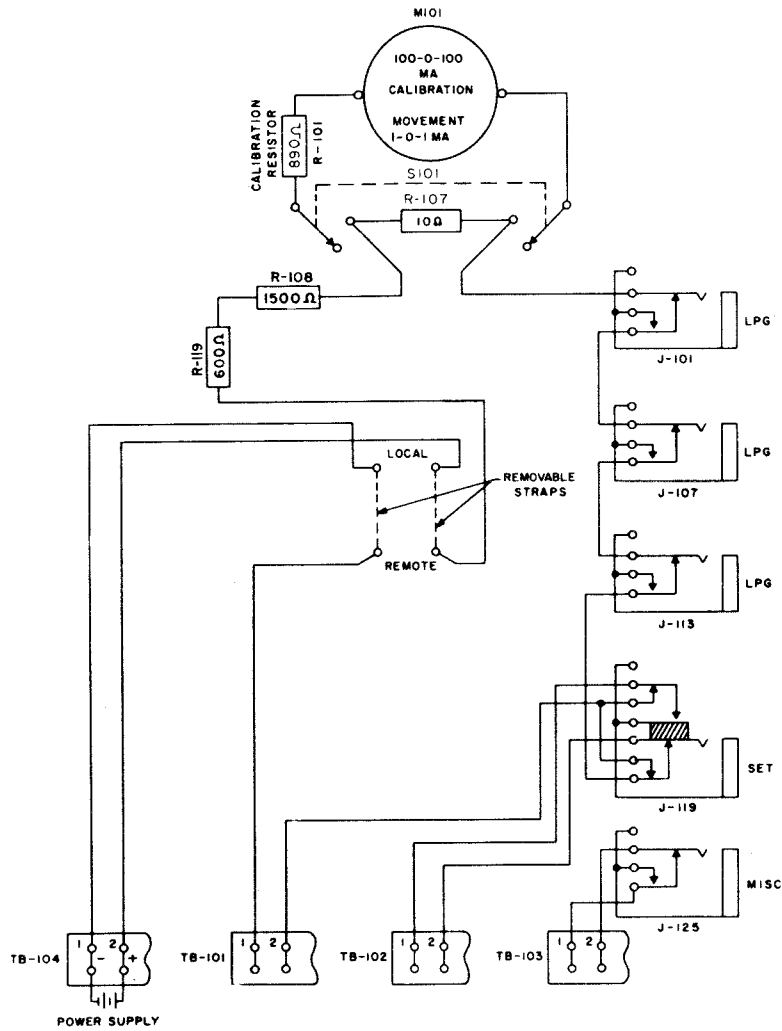 M101
100-0-100
MA
CALIBRATION
MOVEMENT
1-0-1 MA
CALIBRATION
RESISTOR
890Ω
R-101
S101
R-107
10Ω
R-108
1500Ω
R-119
600Ω
LPG
J-101
LPG
J-107
LOCAL
REMOVABLE
STRAPS
REMOTE
LPG
J-113
SET
J-119
MISC
J-125
TB-104
1 2
- +
POWER SUPPLY
TB-101
1 2
TB-102
1 2
TB-103
1 2